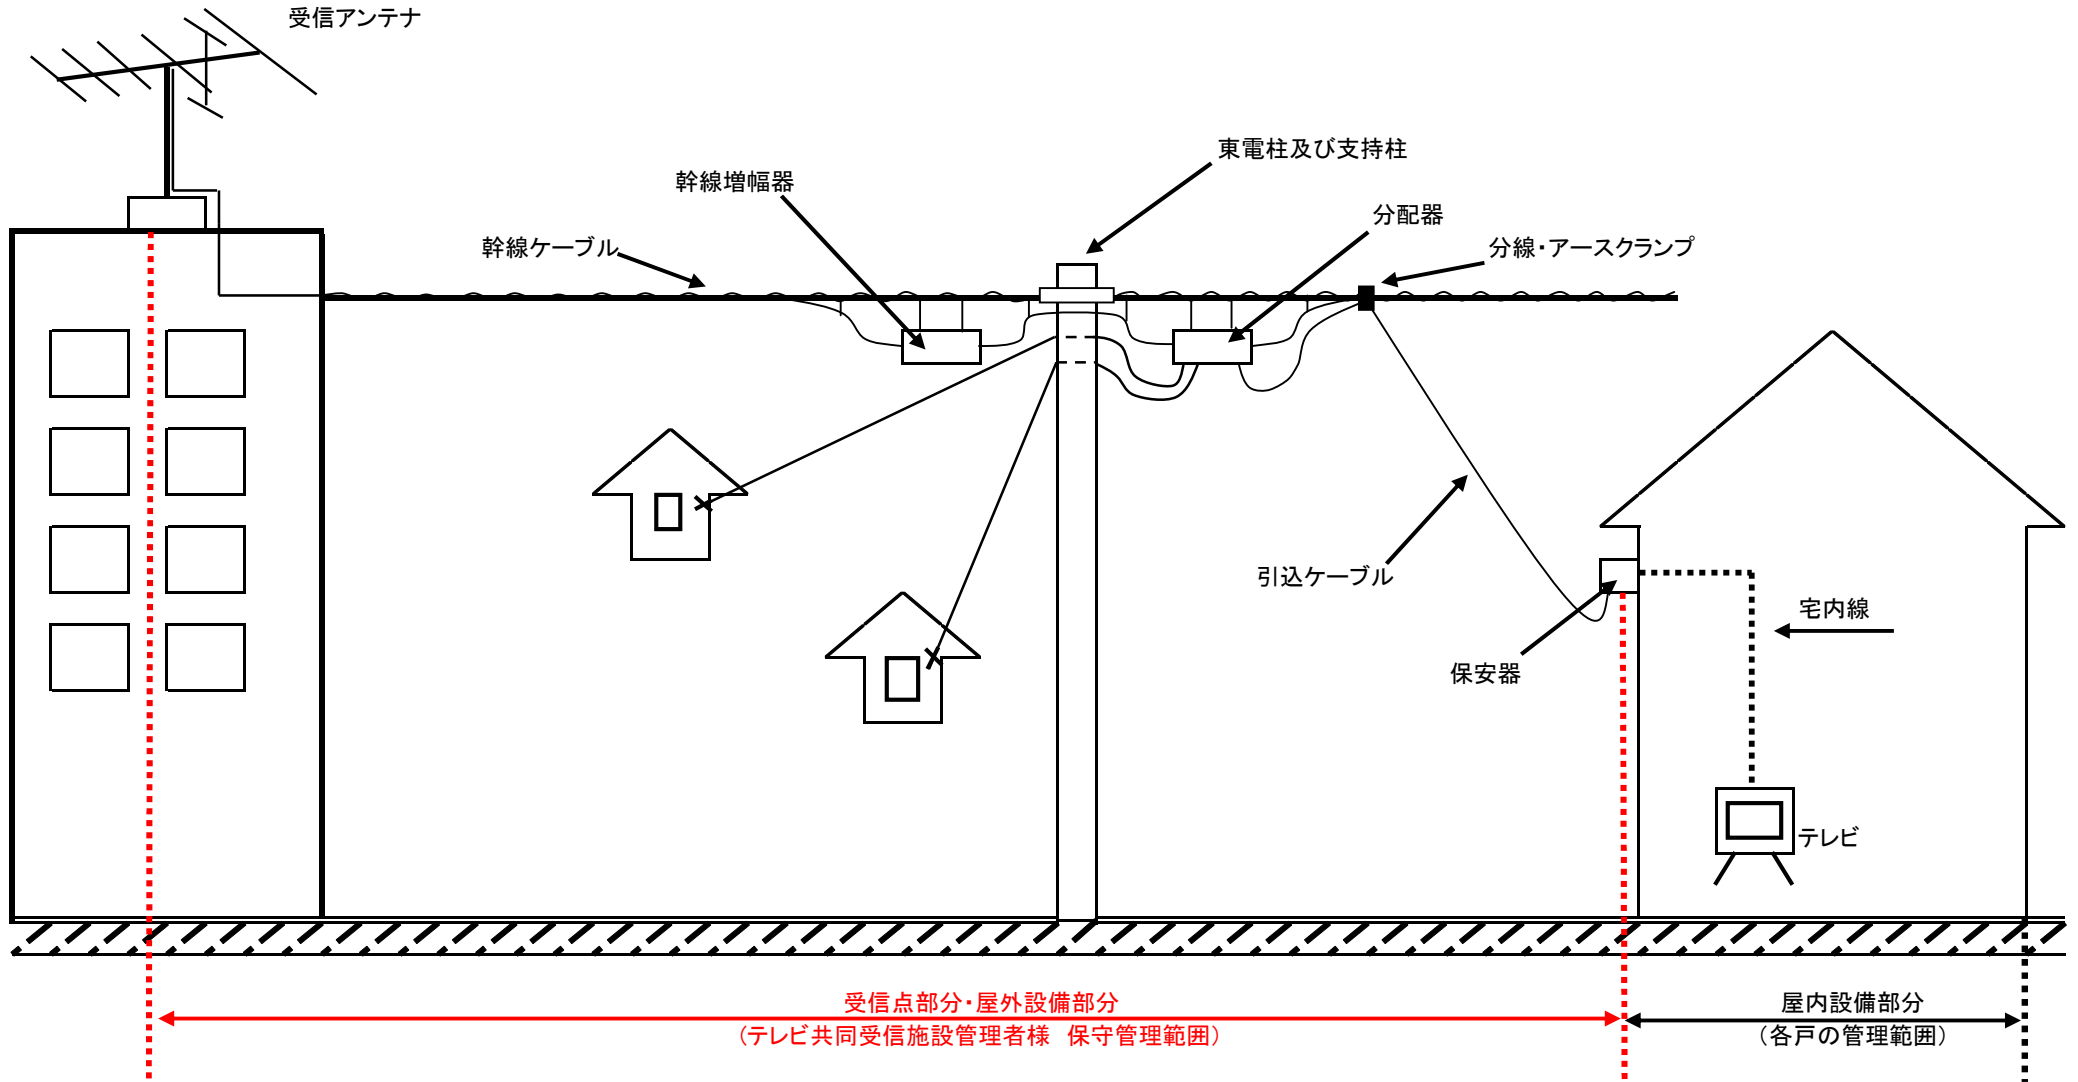 受信アンテナ
東電柱及び支持柱
幹線増幅器
分配器
幹線ケーブル
分線・アースクランプ
引込ケーブル
宅内線
保安器
テレビ
受信点部分・屋外設備部分
（テレビ共同受信施設管理者様　保守管理範囲）
屋内設備部分
（各戸の管理範囲）